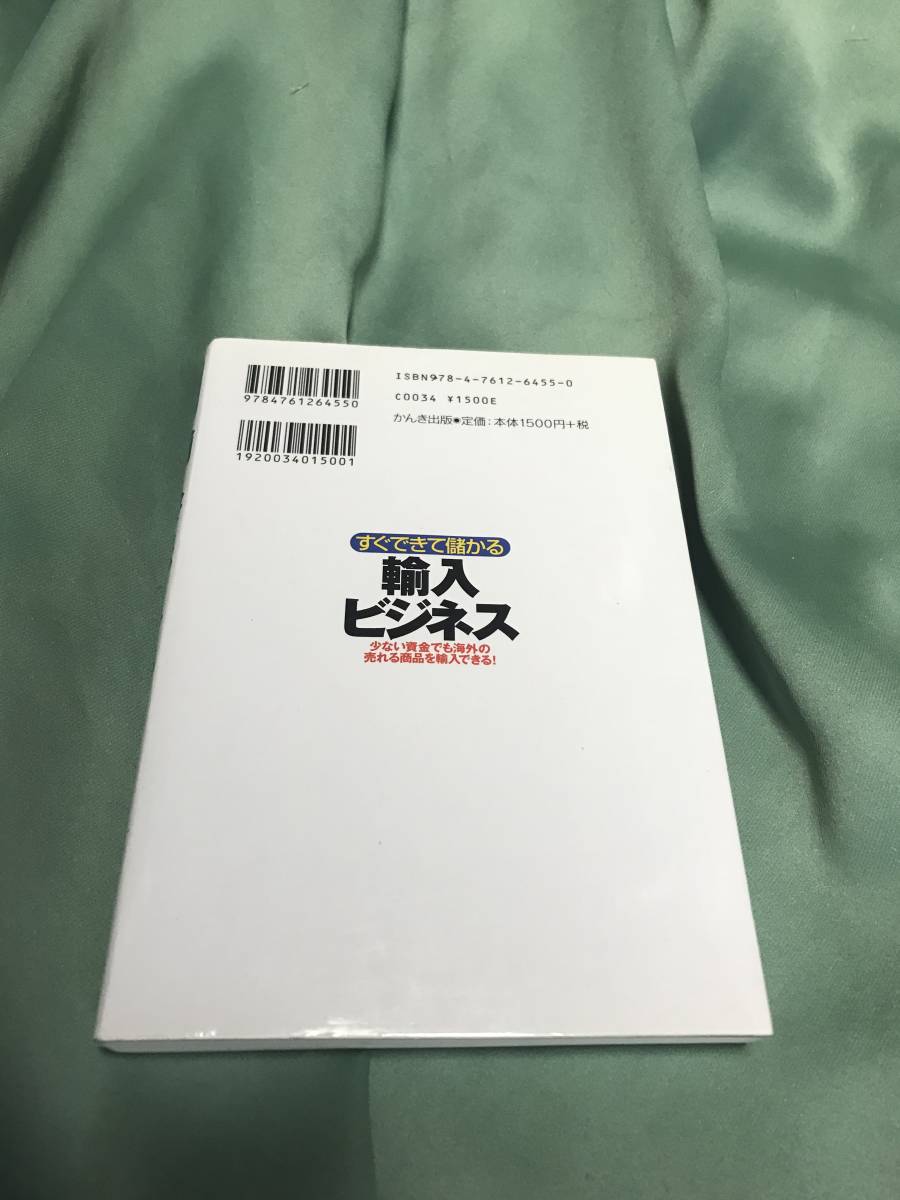 9784761264550
1920034015001
ISBN978-4-7612-6455-0
C0034 ¥1500E
かんき出版●定価:本体1500円+税
すぐできて儲かる
輸入
ビジネス
少ない資金でも海外の
売れる商品を輸入できる!